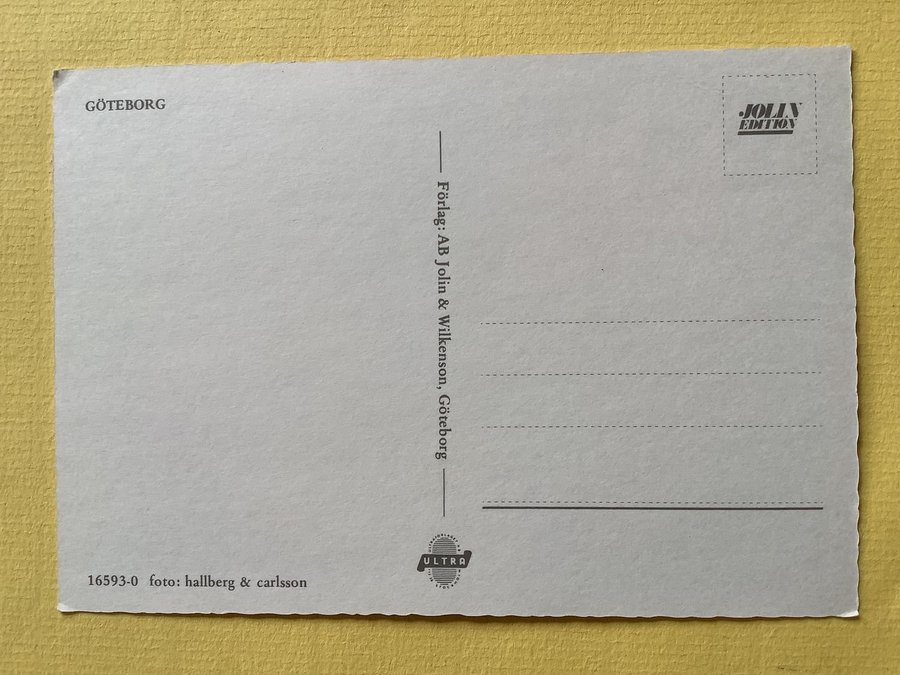 GÖTEBORG
JOLIN
EDITION
Förlag: AB Jolin & Wilkenson, Göteborg
ULTRA
16593-0 foto: hallberg & carlsson